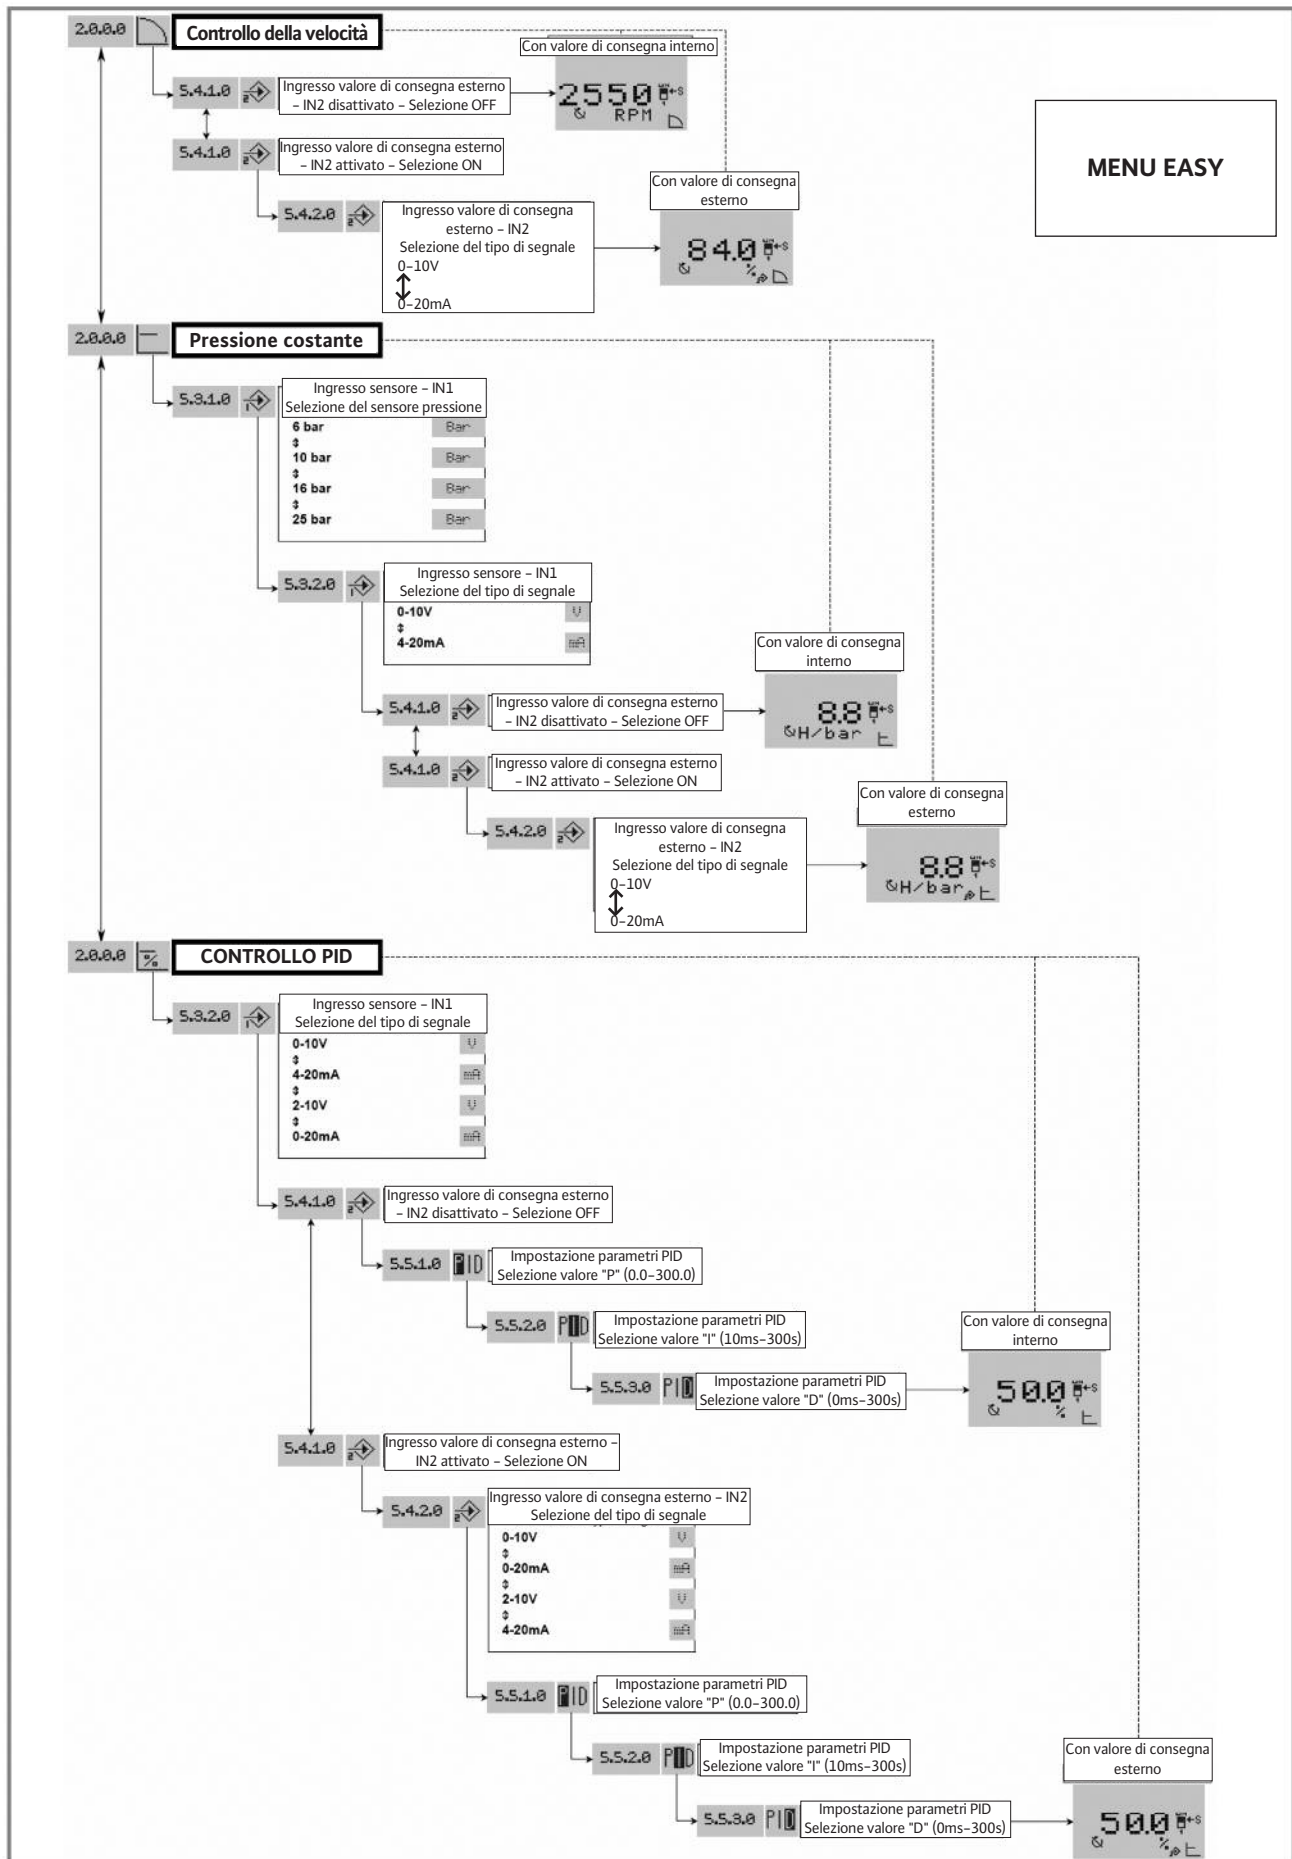 2.0.0.0
Controllo della velocità
Con valore di consegna interno
5.4.1.0
2
Ingresso valore di consegna esterno
– IN2 disattivato – Selezione OFF
2550
S
RPM
5.4.1.0
2
Ingresso valore di consegna esterno
– IN2 attivato – Selezione ON
MENU EASY
Con valore di consegna
esterno
5.4.2.0
2
Ingresso valore di consegna
esterno – IN2
Selezione del tipo di segnale
0–10V
0–20mA
84.0
S
%
2.0.0.0
Pressione costante
5.3.1.0
1
Ingresso sensore – IN1
Selezione del sensore pressione
6 bar Bar
10 bar Bar
16 bar Bar
25 bar Bar
5.3.2.0
1
Ingresso sensore – IN1
Selezione del tipo di segnale
0-10V V
4-20mA mA
Con valore di consegna
interno
5.4.1.0
2
Ingresso valore di consegna esterno
– IN2 disattivato – Selezione OFF
8.8
S
H/bar
5.4.1.0
2
Ingresso valore di consegna esterno
– IN2 attivato – Selezione ON
Con valore di consegna
esterno
5.4.2.0
2
Ingresso valore di consegna
esterno – IN2
Selezione del tipo di segnale
0–10V
0–20mA
8.8
S
H/bar
2.0.0.0
%
CONTROLLO PID
5.3.2.0
1
Ingresso sensore – IN1
Selezione del tipo di segnale
0-10V V
4-20mA mA
2-10V V
0-20mA mA
5.4.1.0
2
Ingresso valore di consegna esterno
– IN2 disattivato – Selezione OFF
5.5.1.0
PID
Impostazione parametri PID
Selezione valore "P" (0.0–300.0)
5.5.2.0
PID
Impostazione parametri PID
Selezione valore "I" (10ms–300s)
Con valore di consegna
interno
5.5.3.0
PID
Impostazione parametri PID
Selezione valore "D" (0ms–300s)
50.0
S
%
5.4.1.0
2
Ingresso valore di consegna esterno –
IN2 attivato – Selezione ON
5.4.2.0
2
Ingresso valore di consegna esterno – IN2
Selezione del tipo di segnale
0-10V V
0-20mA mA
2-10V V
4-20mA mA
5.5.1.0
PID
Impostazione parametri PID
Selezione valore "P" (0.0–300.0)
5.5.2.0
PID
Impostazione parametri PID
Selezione valore "I" (10ms–300s)
Con valore di consegna
esterno
5.5.3.0
PID
Impostazione parametri PID
Selezione valore "D" (0ms–300s)
50.0
S
%